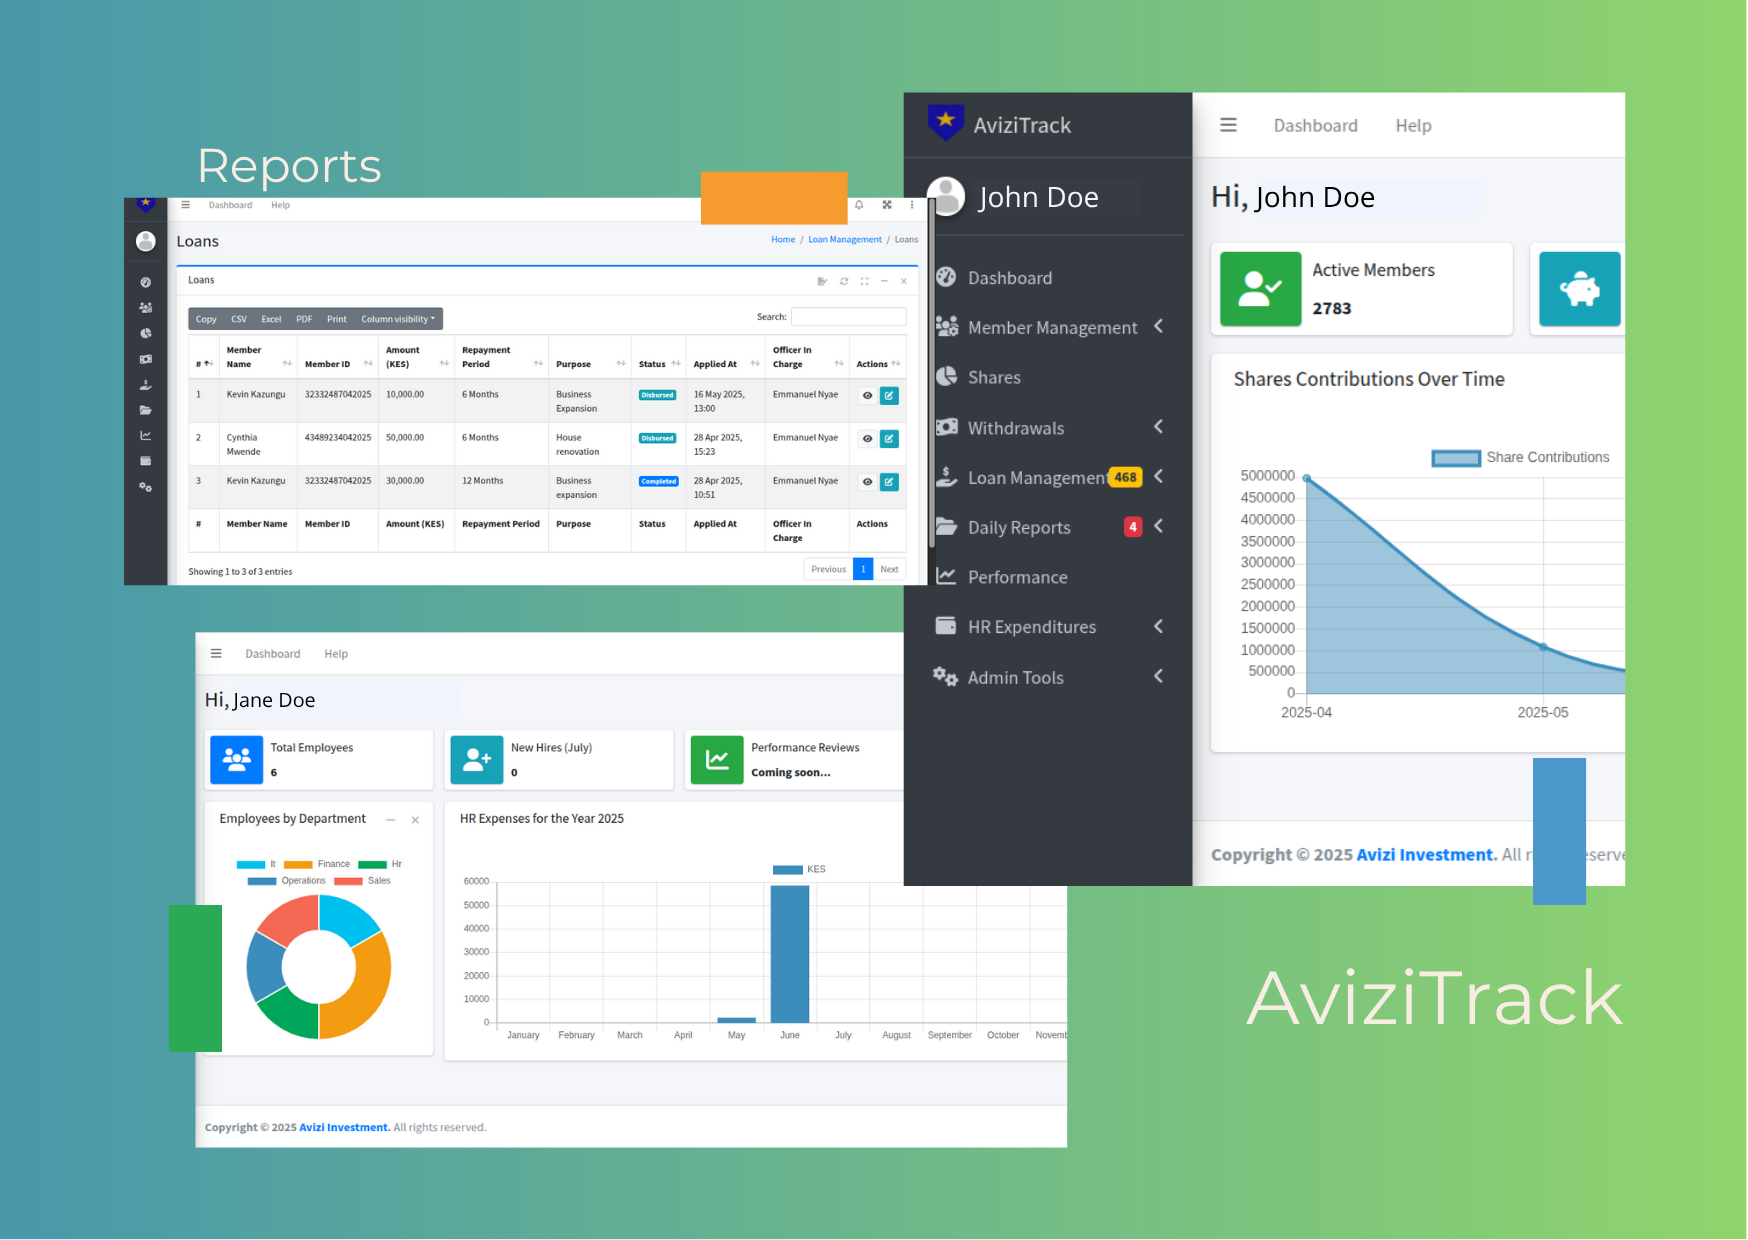 Reports
Dashboard Help
Loans
Home / Loan Management / Loans
Loans
Copy CSV Excel PDF Print Column visibility
Search:
# Member Name Member ID Amount (KES) Repayment Period Purpose Status Applied At Officer In Charge Actions
1 Kevin Kazungu 32332487042025 10,000.00 6 Months Business Expansion Disbursed 16 May 2025, 13:00 Emmanuel Nyae
2 Cynthia Mwende 43489234042025 50,000.00 6 Months House renovation Disbursed 28 Apr 2025, 15:23 Emmanuel Nyae
3 Kevin Kazungu 32332487042025 30,000.00 12 Months Business expansion Completed 28 Apr 2025, 10:51 Emmanuel Nyae
# Member Name Member ID Amount (KES) Repayment Period Purpose Status Applied At Officer In Charge Actions
Showing 1 to 3 of 3 entries
Previous 1 Next
AviziTrack
John Doe
Dashboard
Member Management
Shares
Withdrawals
Loan Management 468
Daily Reports 4
Performance
HR Expenditures
Admin Tools
Dashboard Help
Hi, John Doe
Active Members
2783
Shares Contributions Over Time
Share Contributions
5000000
4500000
4000000
3500000
3000000
2500000
2000000
1500000
1000000
500000
0
2025-04 2025-05
Copyright © 2025 Avizi Investment. All
Dashboard Help
Hi, Jane Doe
Total Employees
6
New Hires (July)
0
Performance Reviews
Coming soon...
Employees by Department
It Finance Hr
Operations Sales
HR Expenses for the Year 2025
KES
60000
50000
40000
30000
20000
10000
0
January February March April May June July August September October
Copyright © 2025 Avizi Investment. All rights reserved.
AviziTrack